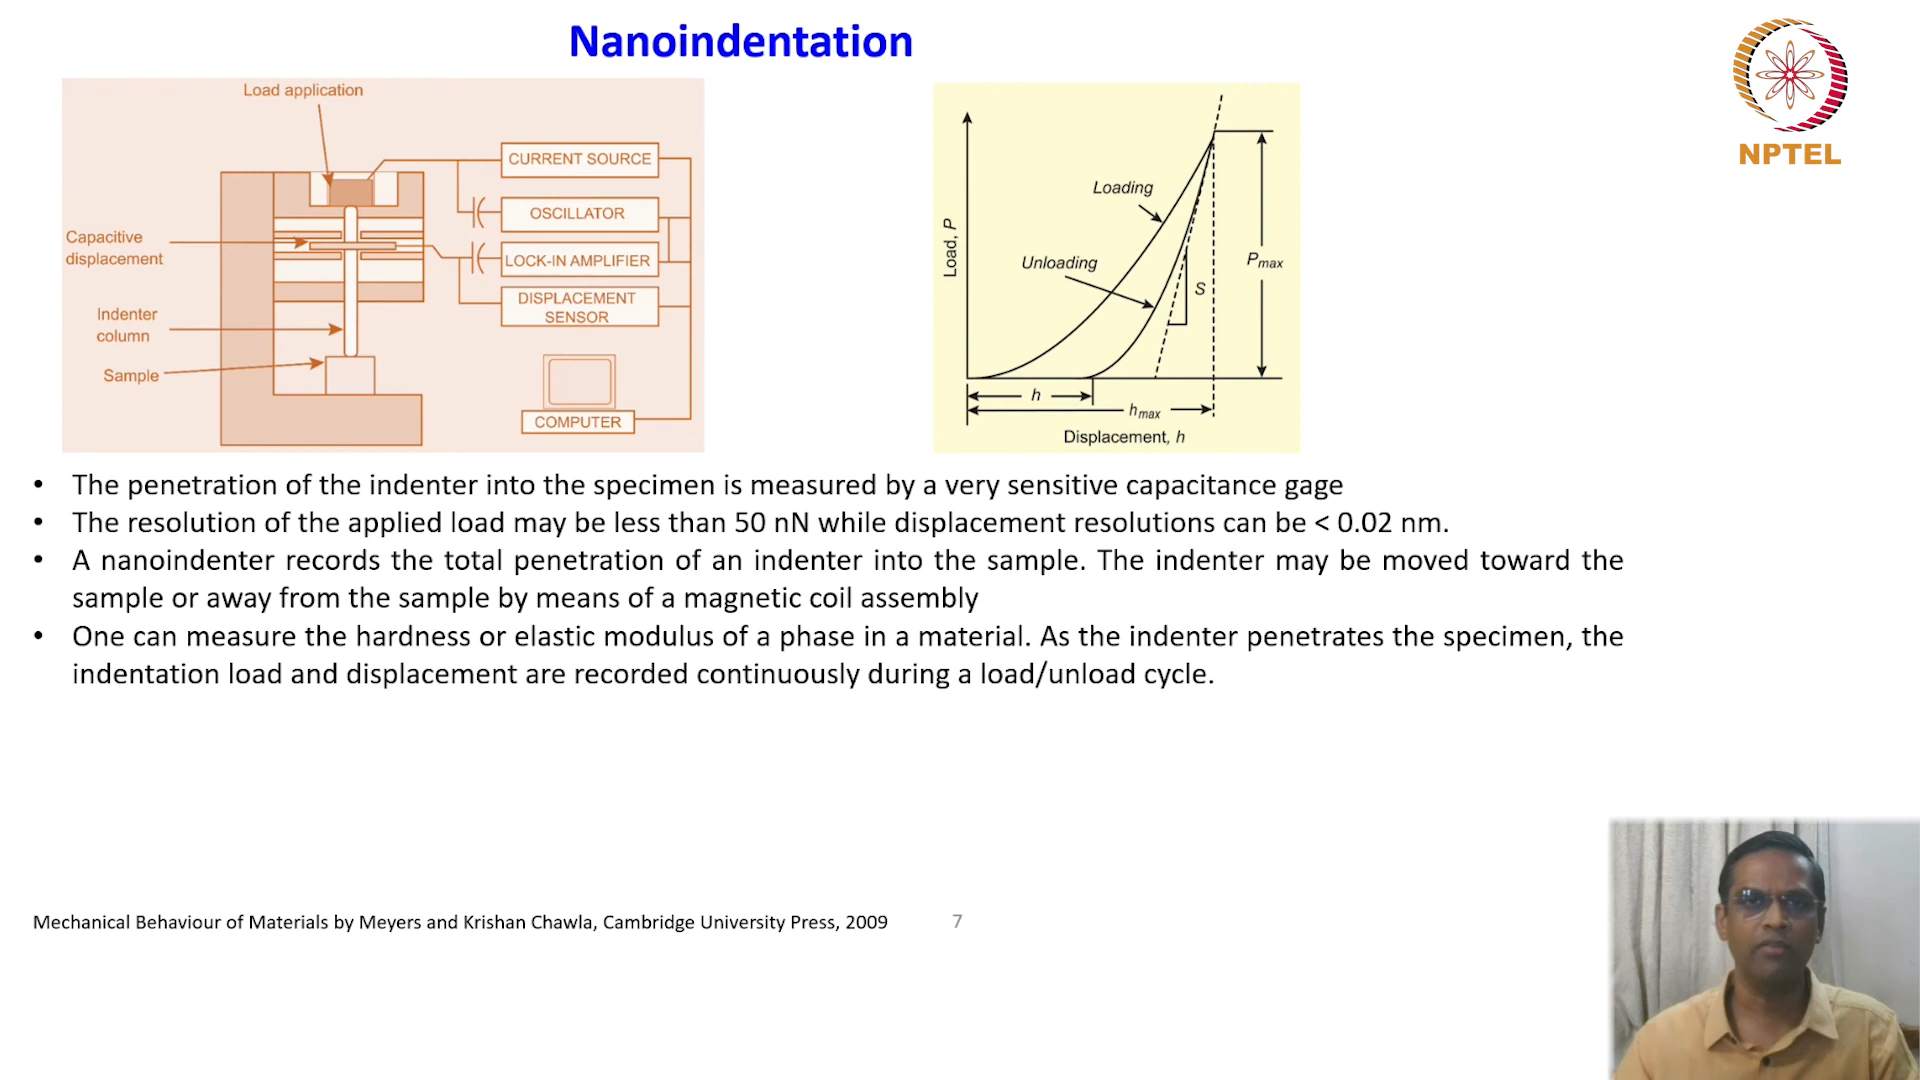 Nanoindentation
NPTEL
Load application
CURRENT SOURCE
OSCILLATOR
LOCK-IN AMPLIFIER
DISPLACEMENT
SENSOR
COMPUTER
Capacitive
displacement
Indenter
column
Sample
Load, P
Loading
Unloading
S
Pmax
h
hmax
Displacement, h
• The penetration of the indenter into the specimen is measured by a very sensitive capacitance gage
• The resolution of the applied load may be less than 50 nN while displacement resolutions can be < 0.02 nm.
• A nanoindenter records the total penetration of an indenter into the sample. The indenter may be moved toward the
sample or away from the sample by means of a magnetic coil assembly
• One can measure the hardness or elastic modulus of a phase in a material. As the indenter penetrates the specimen, the
indentation load and displacement are recorded continuously during a load/unload cycle.
Mechanical Behaviour of Materials by Meyers and Krishan Chawla, Cambridge University Press, 2009
7